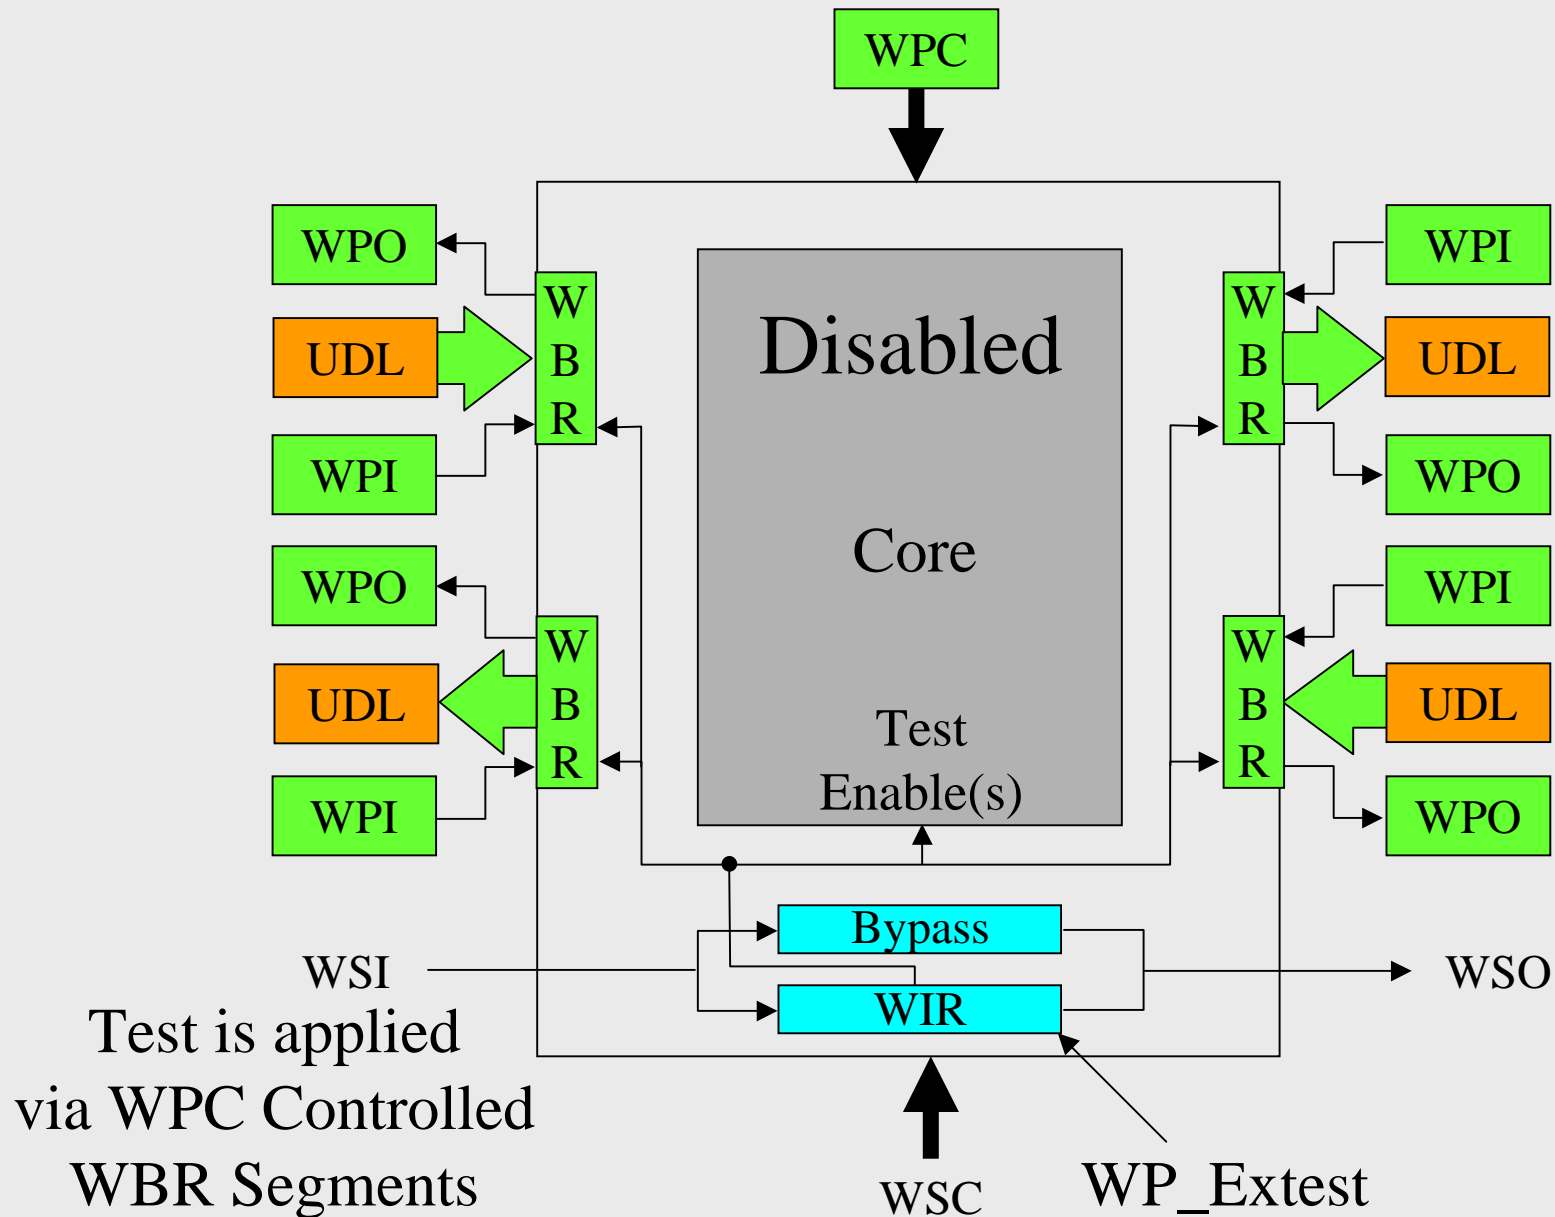 WPC
WPO
WPI
W
B
R
W
B
R
UDL
UDL
Disabled
WPI
WPO
Core
WPO
WPI
W
B
R
W
B
R
UDL
UDL
Test
Enable(s)
WPI
WPO
Bypass
WSI
WSO
WIR
Test is applied
via WPC Controlled
WBR Segments
WSC
WP_Extest